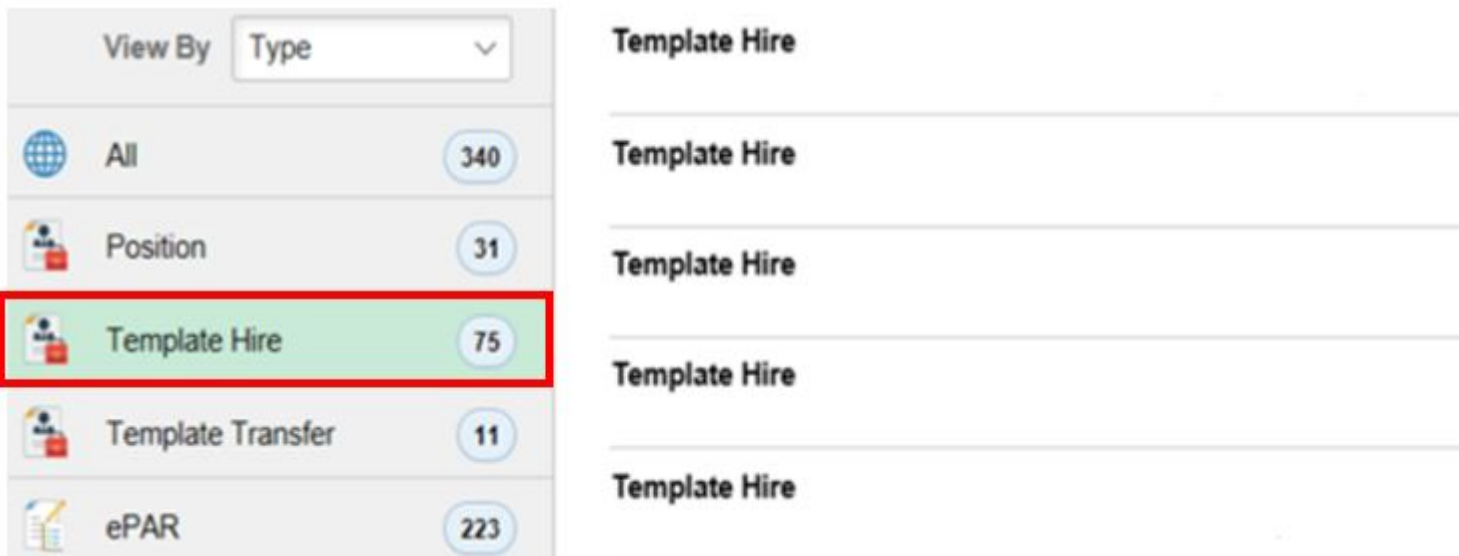 View By Type
All 340
Position 31
Template Hire 75
Template Transfer 11
ePAR 223
Template Hire
Template Hire
Template Hire
Template Hire
Template Hire